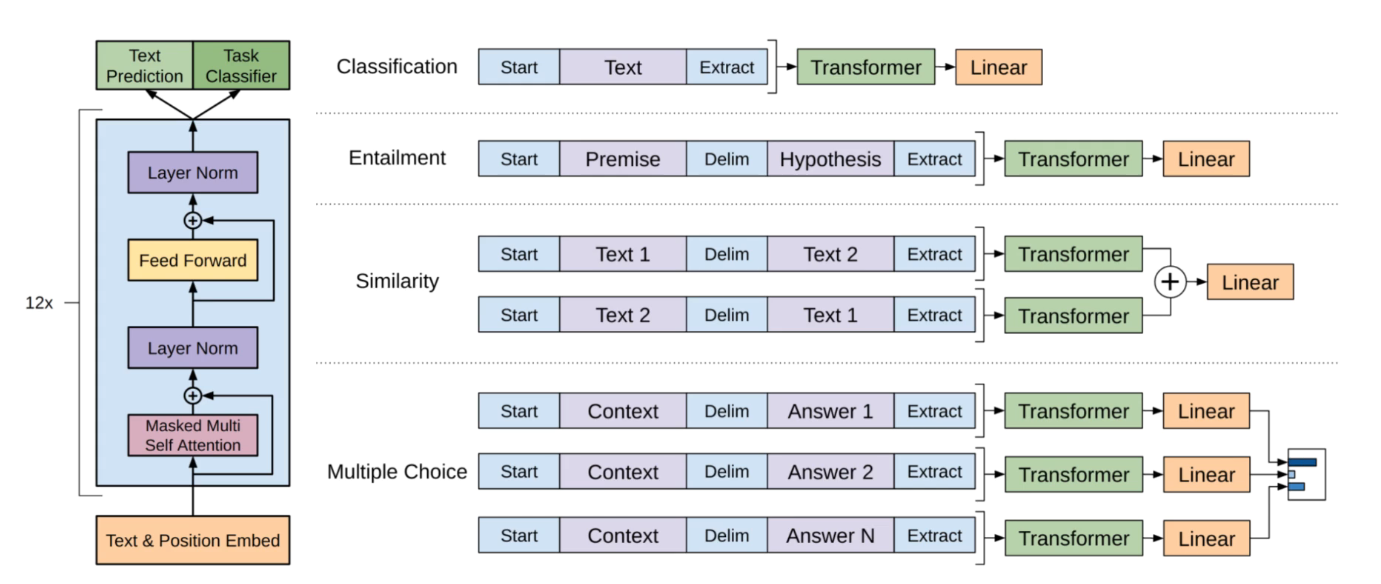 Text
Prediction
Task
Classifier
Layer Norm
+
Feed Forward
12x
Layer Norm
+
Masked Multi
Self Attention
Text & Position Embed
Classification Start Text Extract Transformer Linear
Entailment Start Premise Delim Hypothesis Extract Transformer Linear
Similarity
Start Text 1 Delim Text 2 Extract Transformer
+ Linear
Start Text 2 Delim Text 1 Extract Transformer
Multiple Choice
Start Context Delim Answer 1 Extract Transformer Linear
Start Context Delim Answer 2 Extract Transformer Linear
Start Context Delim Answer N Extract Transformer Linear